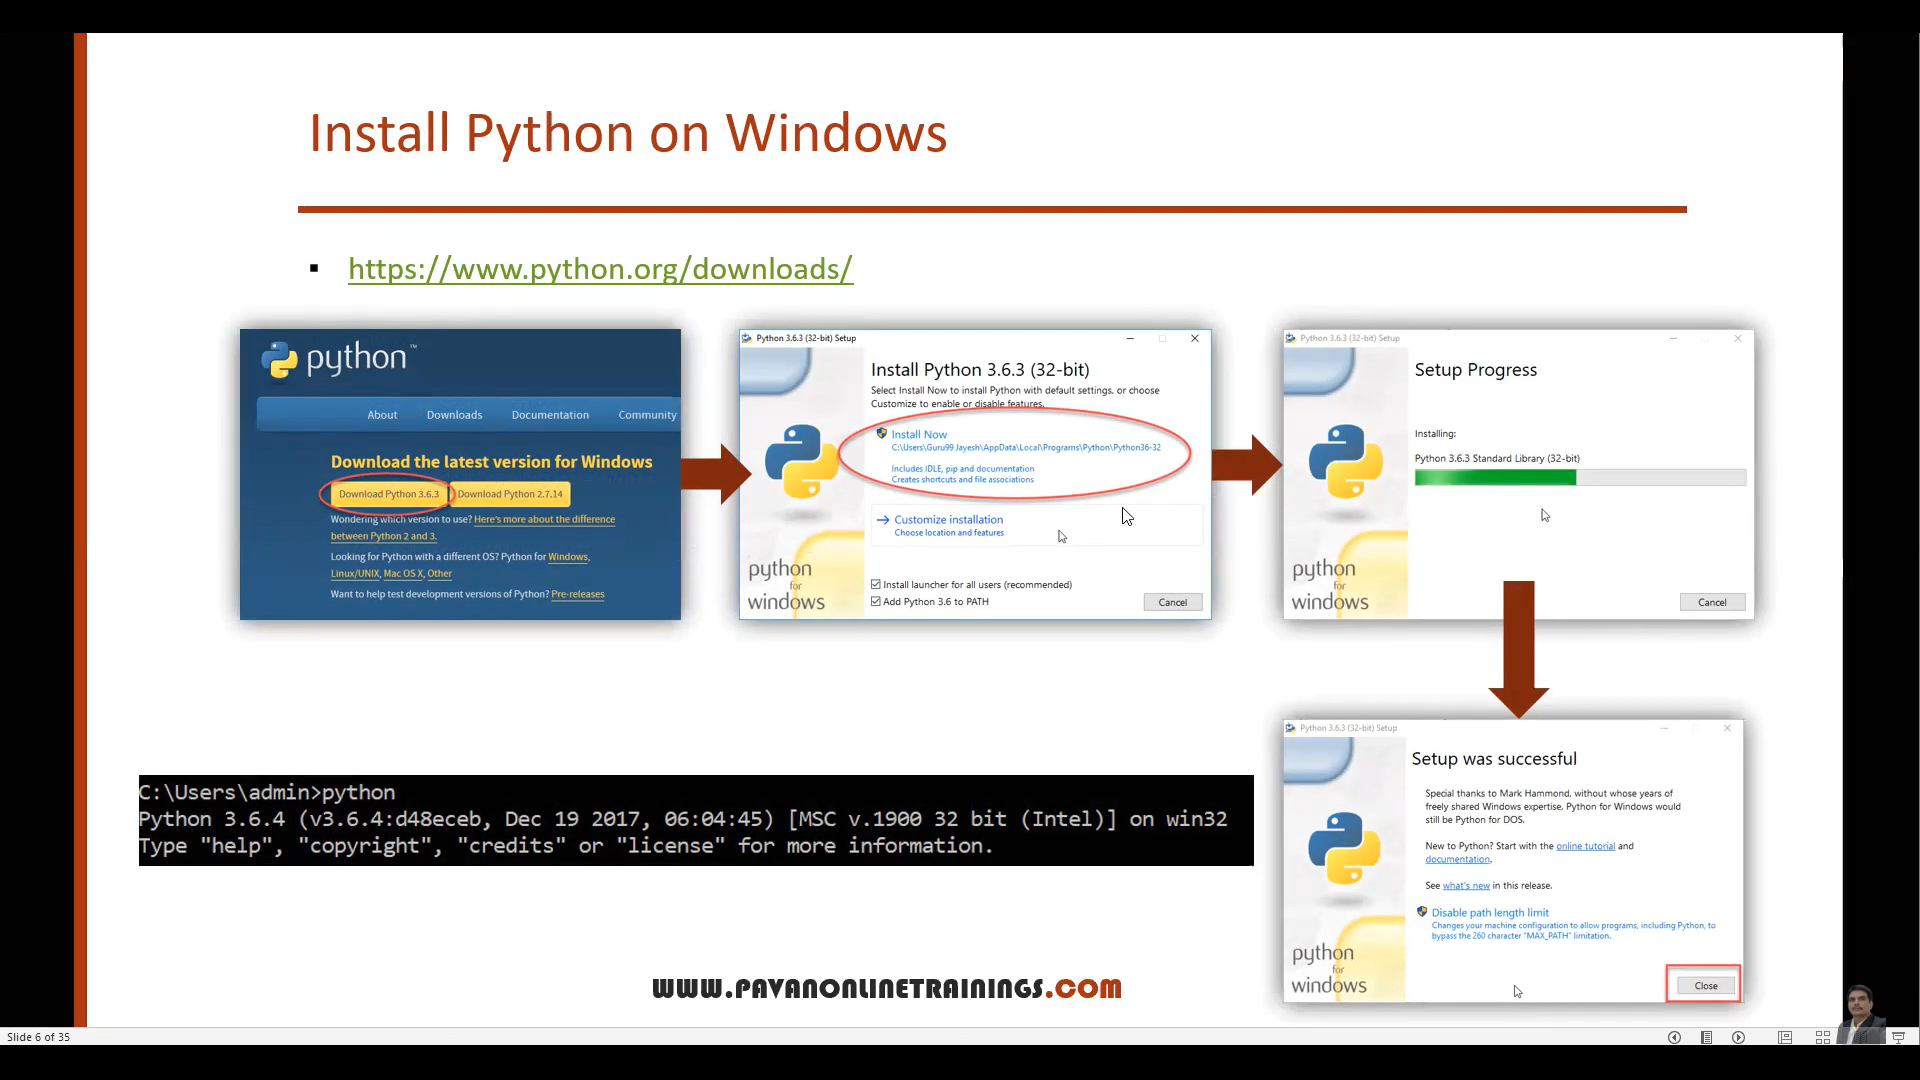 Install Python on Windows
https://www.python.org/downloads/
python™
About Downloads Documentation Community
Download the latest version for Windows
Download Python 3.6.3 Download Python 2.7.14
Wondering which version to use? Here's more about the difference
between Python 2 and 3.
Looking for Python with a different OS? Python for Windows,
Linux/UNIX, Mac OS X, Other
Want to help test development versions of Python? Pre-releases
Python 3.6.3 (32-bit) Setup
Install Python 3.6.3 (32-bit)
Select Install Now to install Python with default settings, or choose
Customize to enable or disable features.
Install Now
C:\Users\Guru99 Jayesh\AppData\Local\Programs\Python\Python36-32
Includes IDLE, pip and documentation
Creates shortcuts and file associations
Customize installation
Choose location and features
Install launcher for all users (recommended)
Add Python 3.6 to PATH
Cancel
python
for
windows
Python 3.6.3 (32-bit) Setup
Setup Progress
Installing:
Python 3.6.3 Standard Library (32-bit)
python
for
windows
Cancel
C:\Users\admin>python
Python 3.6.4 (v3.6.4:d48eceb, Dec 19 2017, 06:04:45) [MSC v.1900 32 bit (Intel)] on win32
Type "help", "copyright", "credits" or "license" for more information.
Python 3.6.3 (32-bit) Setup
Setup was successful
Special thanks to Mark Hammond, without whose years of
freely shared Windows expertise, Python for Windows would
still be Python for DOS.
New to Python? Start with the online tutorial and
documentation.
See what's new in this release.
Disable path length limit
Changes your machine configuration to allow programs, including Python, to
bypass the 260 character "MAX_PATH" limitation.
python
for
windows
Close
WWW.PAVANONLINETRAININGS.COM
Slide 6 of 35